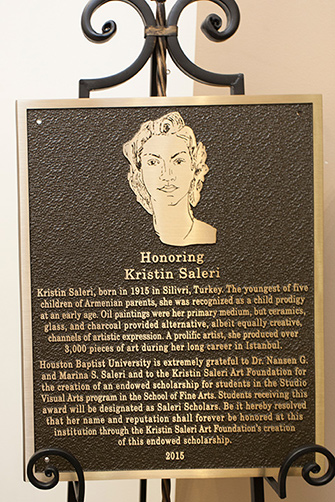 Honoring
Kristin Saleri
Kristin Saleri, born in 1915 in Silivri, Turkey. The youngest of five
children of Armenian parents, she was recognized as a child prodigy
at an early age. Oil paintings were her primary medium, but ceramics,
glass, and charcoal provided alternative, albeit equally creative,
channels of artistic expression. A prolific artist, she produced over
3,000 pieces of art during her long career in Istanbul.
Houston Baptist University is extremely grateful to Dr. Nansen G.
and Marina S. Saleri and to the Kristin Saleri Art Foundation for
the creation of an endowed scholarship for students in the Studio
Visual Arts program in the School of Fine Arts. Students receiving this
award will be designated as Saleri Scholars. Be it hereby resolved
that her name and reputation shall forever be honored at this
institution through the Kristin Saleri Art Foundation's creation
of this endowed scholarship.
2015